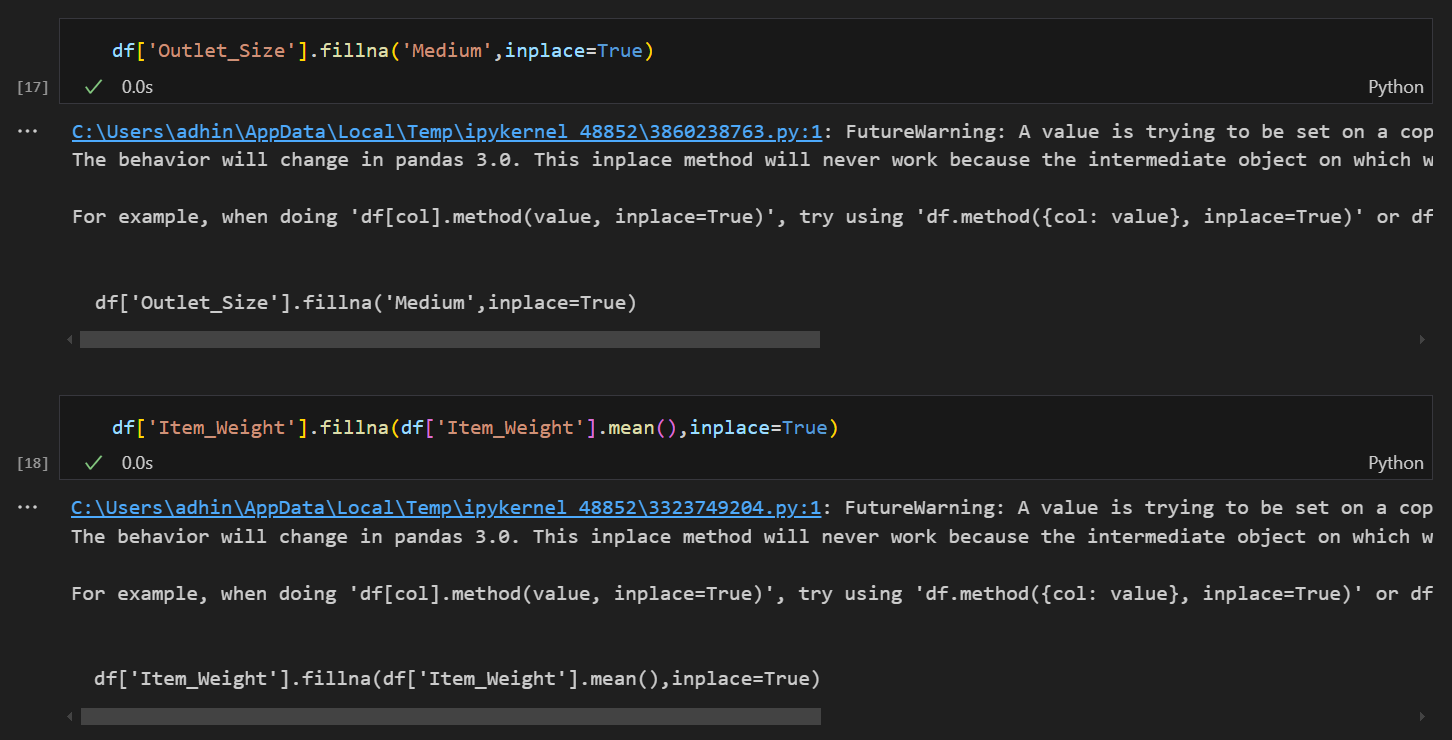 df['Outlet_Size'].fillna('Medium',inplace=True)
[17]
0.0s
Python
C:\Users\adhin\AppData\Local\Temp\ipykernel_48852\3860238763.py:1: FutureWarning: A value is trying to be set on a cop
The behavior will change in pandas 3.0. This inplace method will never work because the intermediate object on which w
For example, when doing 'df[col].method(value, inplace=True)', try using 'df.method({col: value}, inplace=True)' or df
df['Outlet_Size'].fillna('Medium',inplace=True)
df['Item_Weight'].fillna(df['Item_Weight'].mean(),inplace=True)
[18]
0.0s
Python
C:\Users\adhin\AppData\Local\Temp\ipykernel_48852\3323749204.py:1: FutureWarning: A value is trying to be set on a cop
The behavior will change in pandas 3.0. This inplace method will never work because the intermediate object on which w
For example, when doing 'df[col].method(value, inplace=True)', try using 'df.method({col: value}, inplace=True)' or df
df['Item_Weight'].fillna(df['Item_Weight'].mean(),inplace=True)